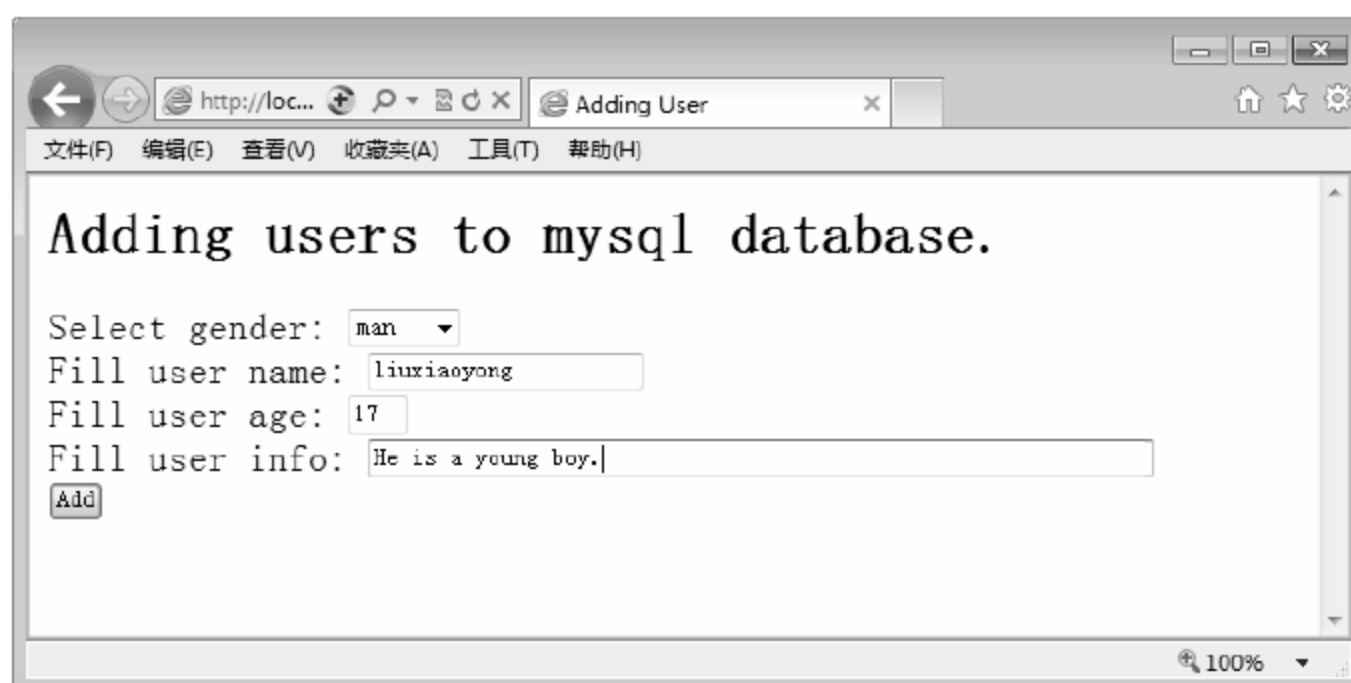 http://loc...
Adding User
文件(F) 编辑(E) 查看(V) 收藏夹(A) 工具(T) 帮助(H)
Adding users to mysql database.
Select gender: man
Fill user name: liuxiaoyong
Fill user age: 17
Fill user info: He is a young boy.
Add
100%